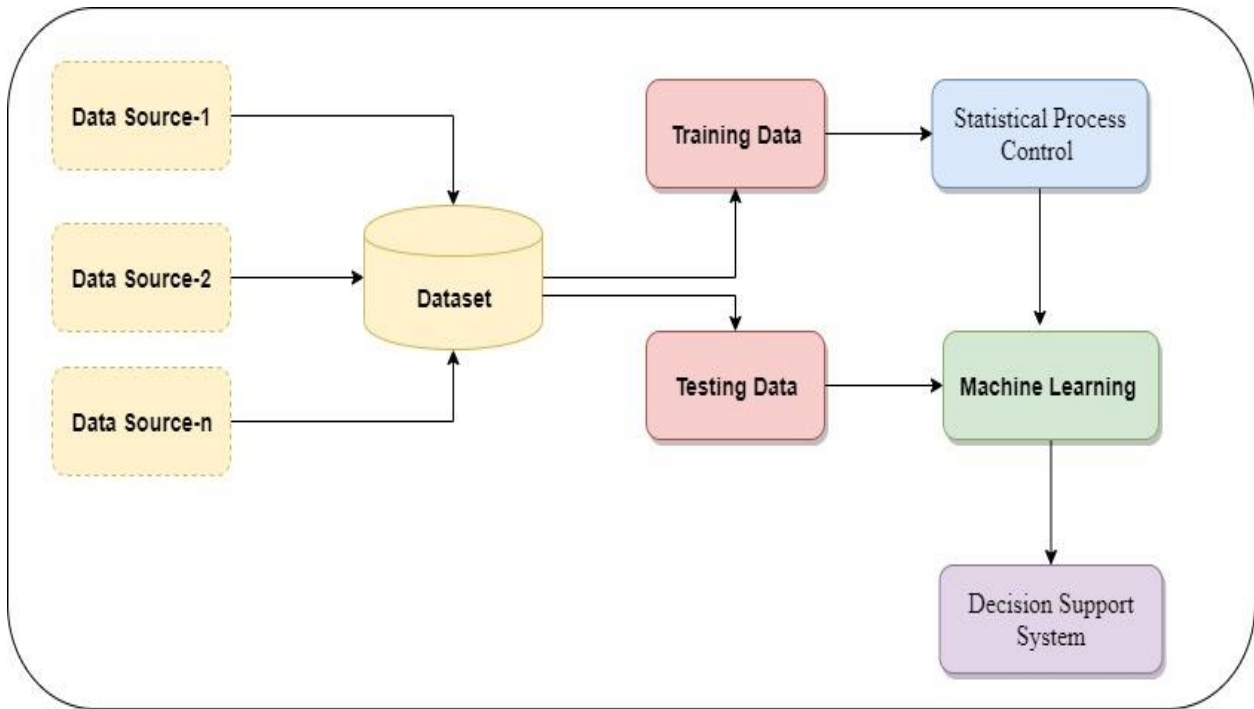 Data Source-1
Data Source-2
Data Source-n
Dataset
Training Data
Testing Data
Statistical Process
Control
Machine Learning
Decision Support
System